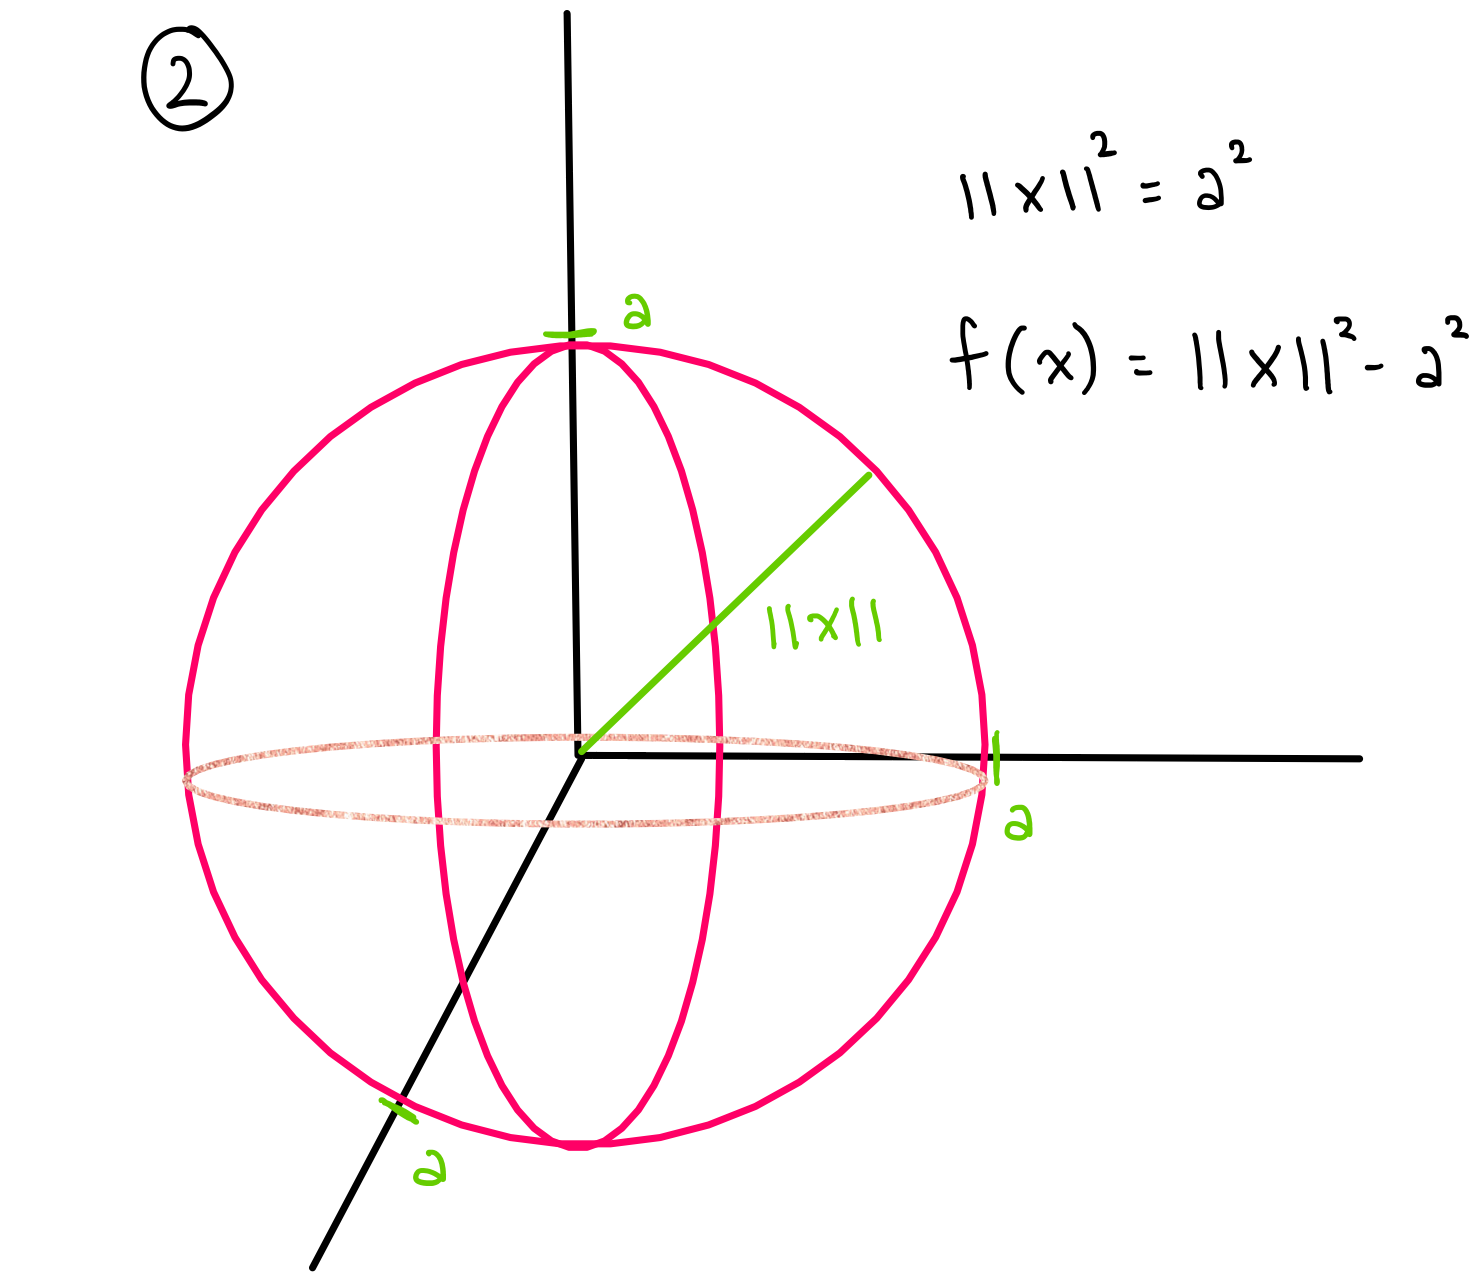 2
||x||² = a²
a
f(x) = ||x||² - a²
||x||
a
a